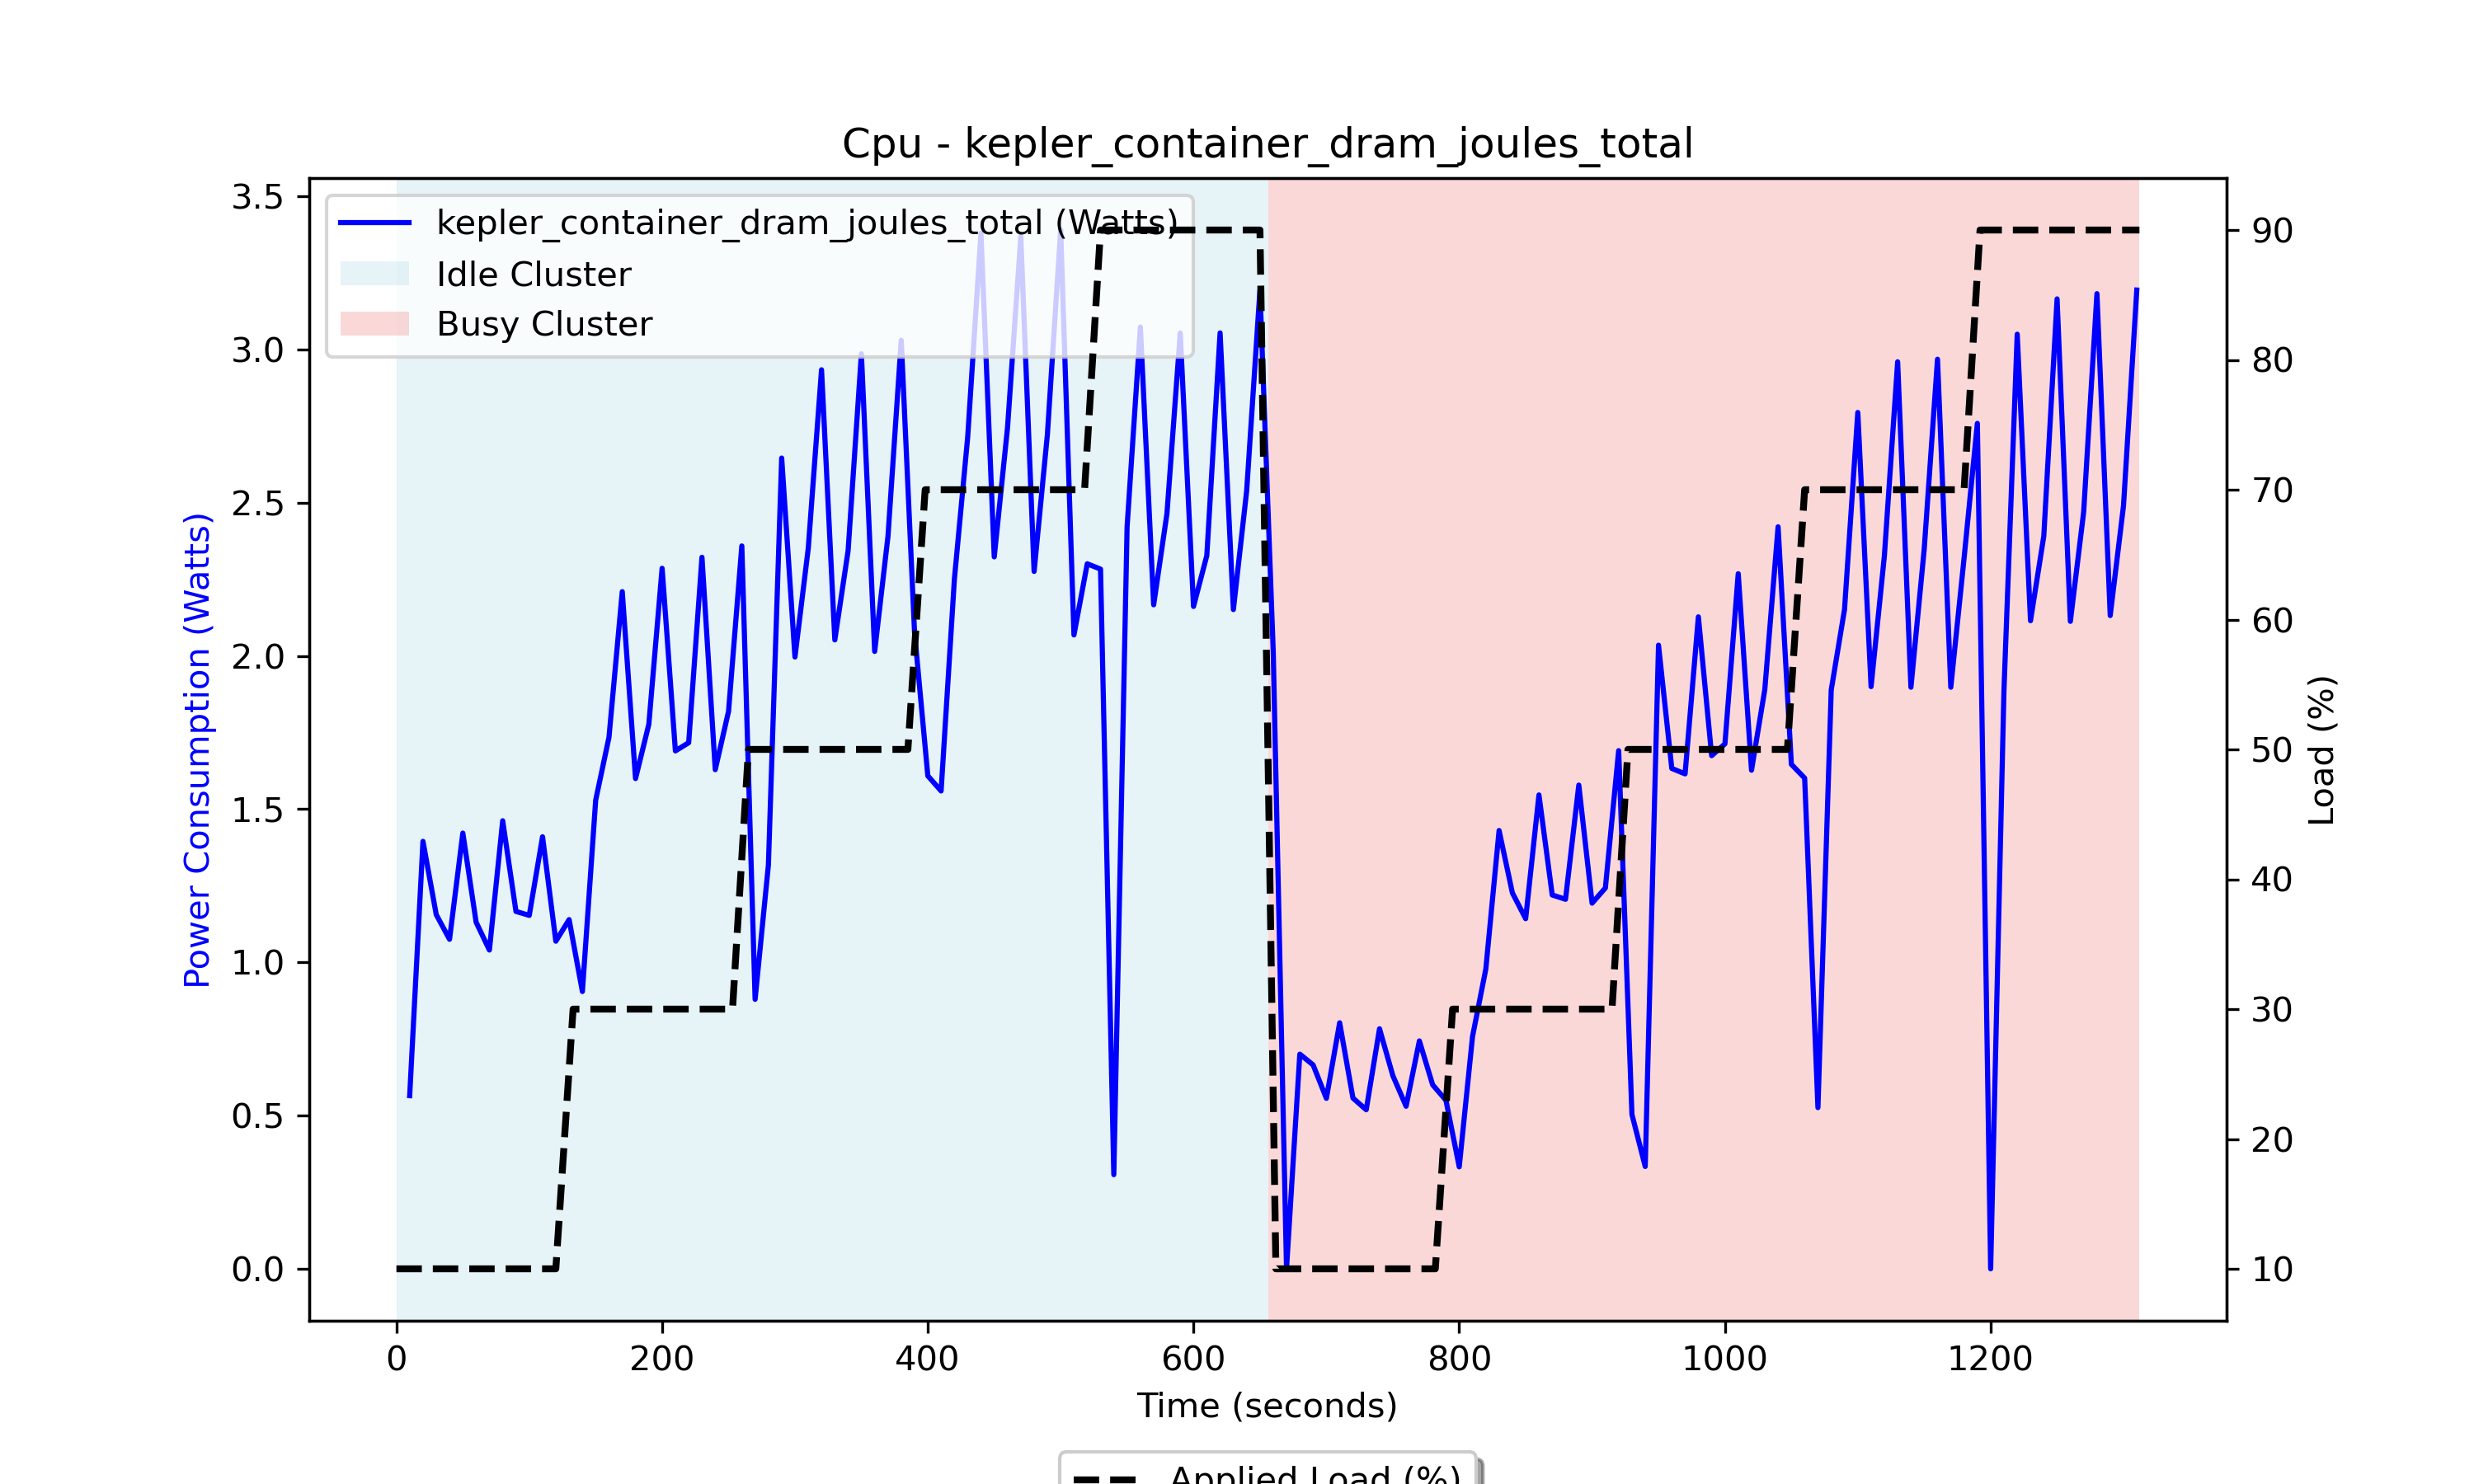 Cpu - kepler_container_dram_joules_total
kepler_container_dram_joules_total (Watts)
Idle Cluster
Busy Cluster
Power Consumption (Watts)
3.5
3.0
2.5
2.0
1.5
1.0
0.5
0.0
90
80
70
60
50
40
30
20
10
Load (%)
0 200 400 600 800 1000 1200
Time (seconds)
Applied Load (%)